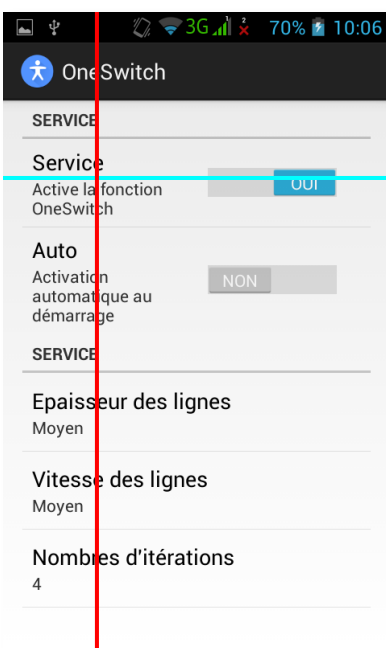 3G 70% 10:06
OneSwitch
SERVICE
Service
Active la fonction
OneSwitch
OUI
Auto
Activation
automatique au
démarrage
NON
SERVICE
Epaisseur des lignes
Moyen
Vitesse des lignes
Moyen
Nombres d'itérations
4